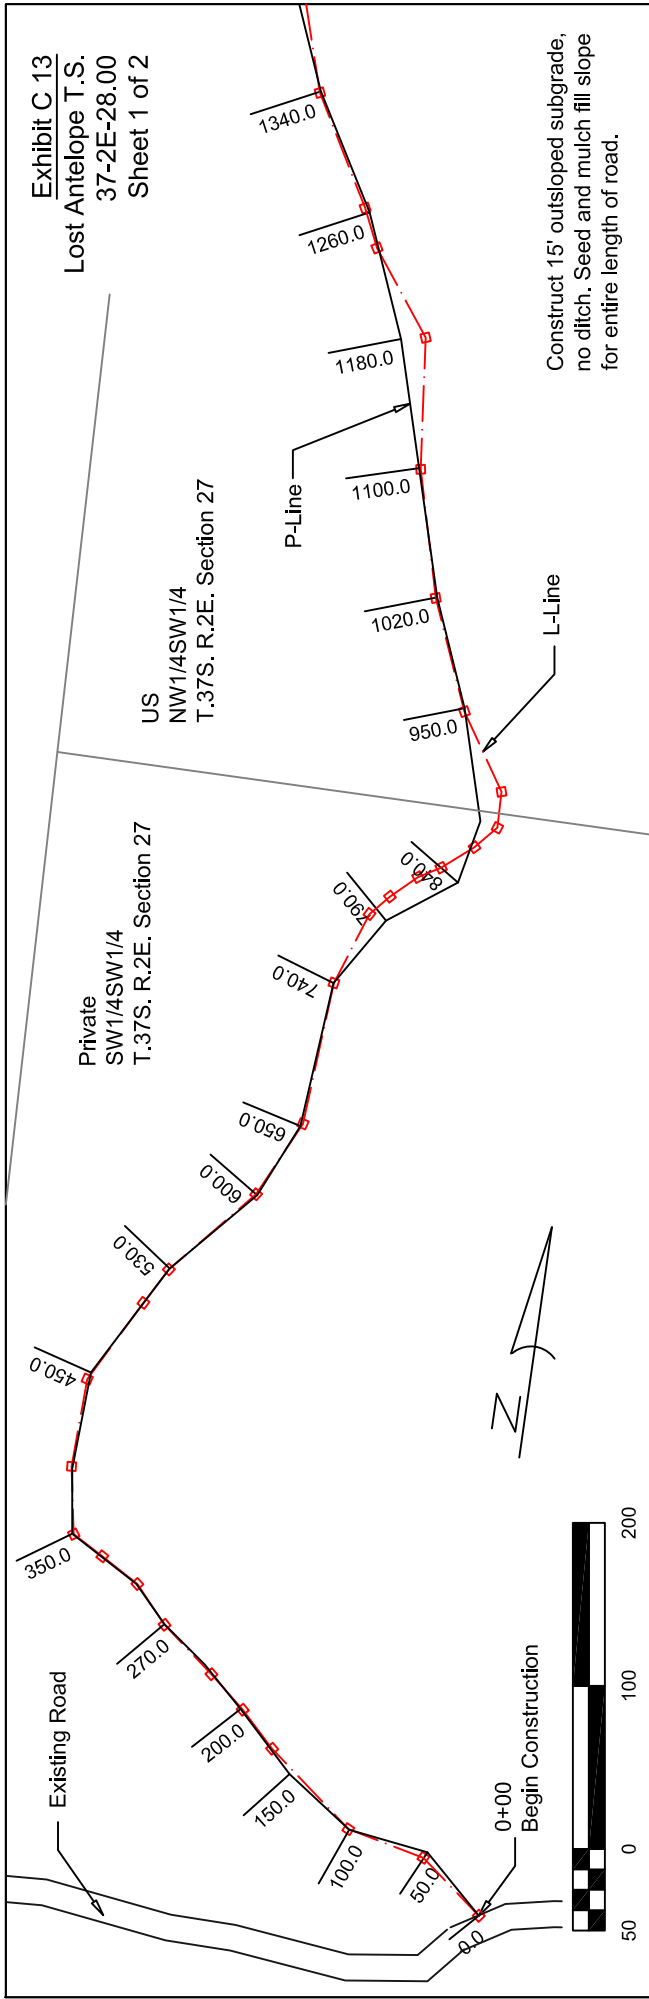 Exhibit C 13
Lost Antelope T.S.
37-2E-28.00
Sheet 1 of 2
Existing Road
Private
SW1/4SW1/4
T.37S. R.2E. Section 27
US
NW1/4SW1/4
T.37S. R.2E. Section 27
P-Line
L-Line
0.0
50.0
100.0
150.0
200.0
270.0
350.0
450.0
530.0
600.0
650.0
740.0
790.0
840.0
950.0
1020.0
1100.0
1180.0
1260.0
1340.0
0+00
Begin Construction
N
50
0
100
200
Construct 15' outsloped subgrade,
no ditch. Seed and mulch fill slope
for entire length of road.